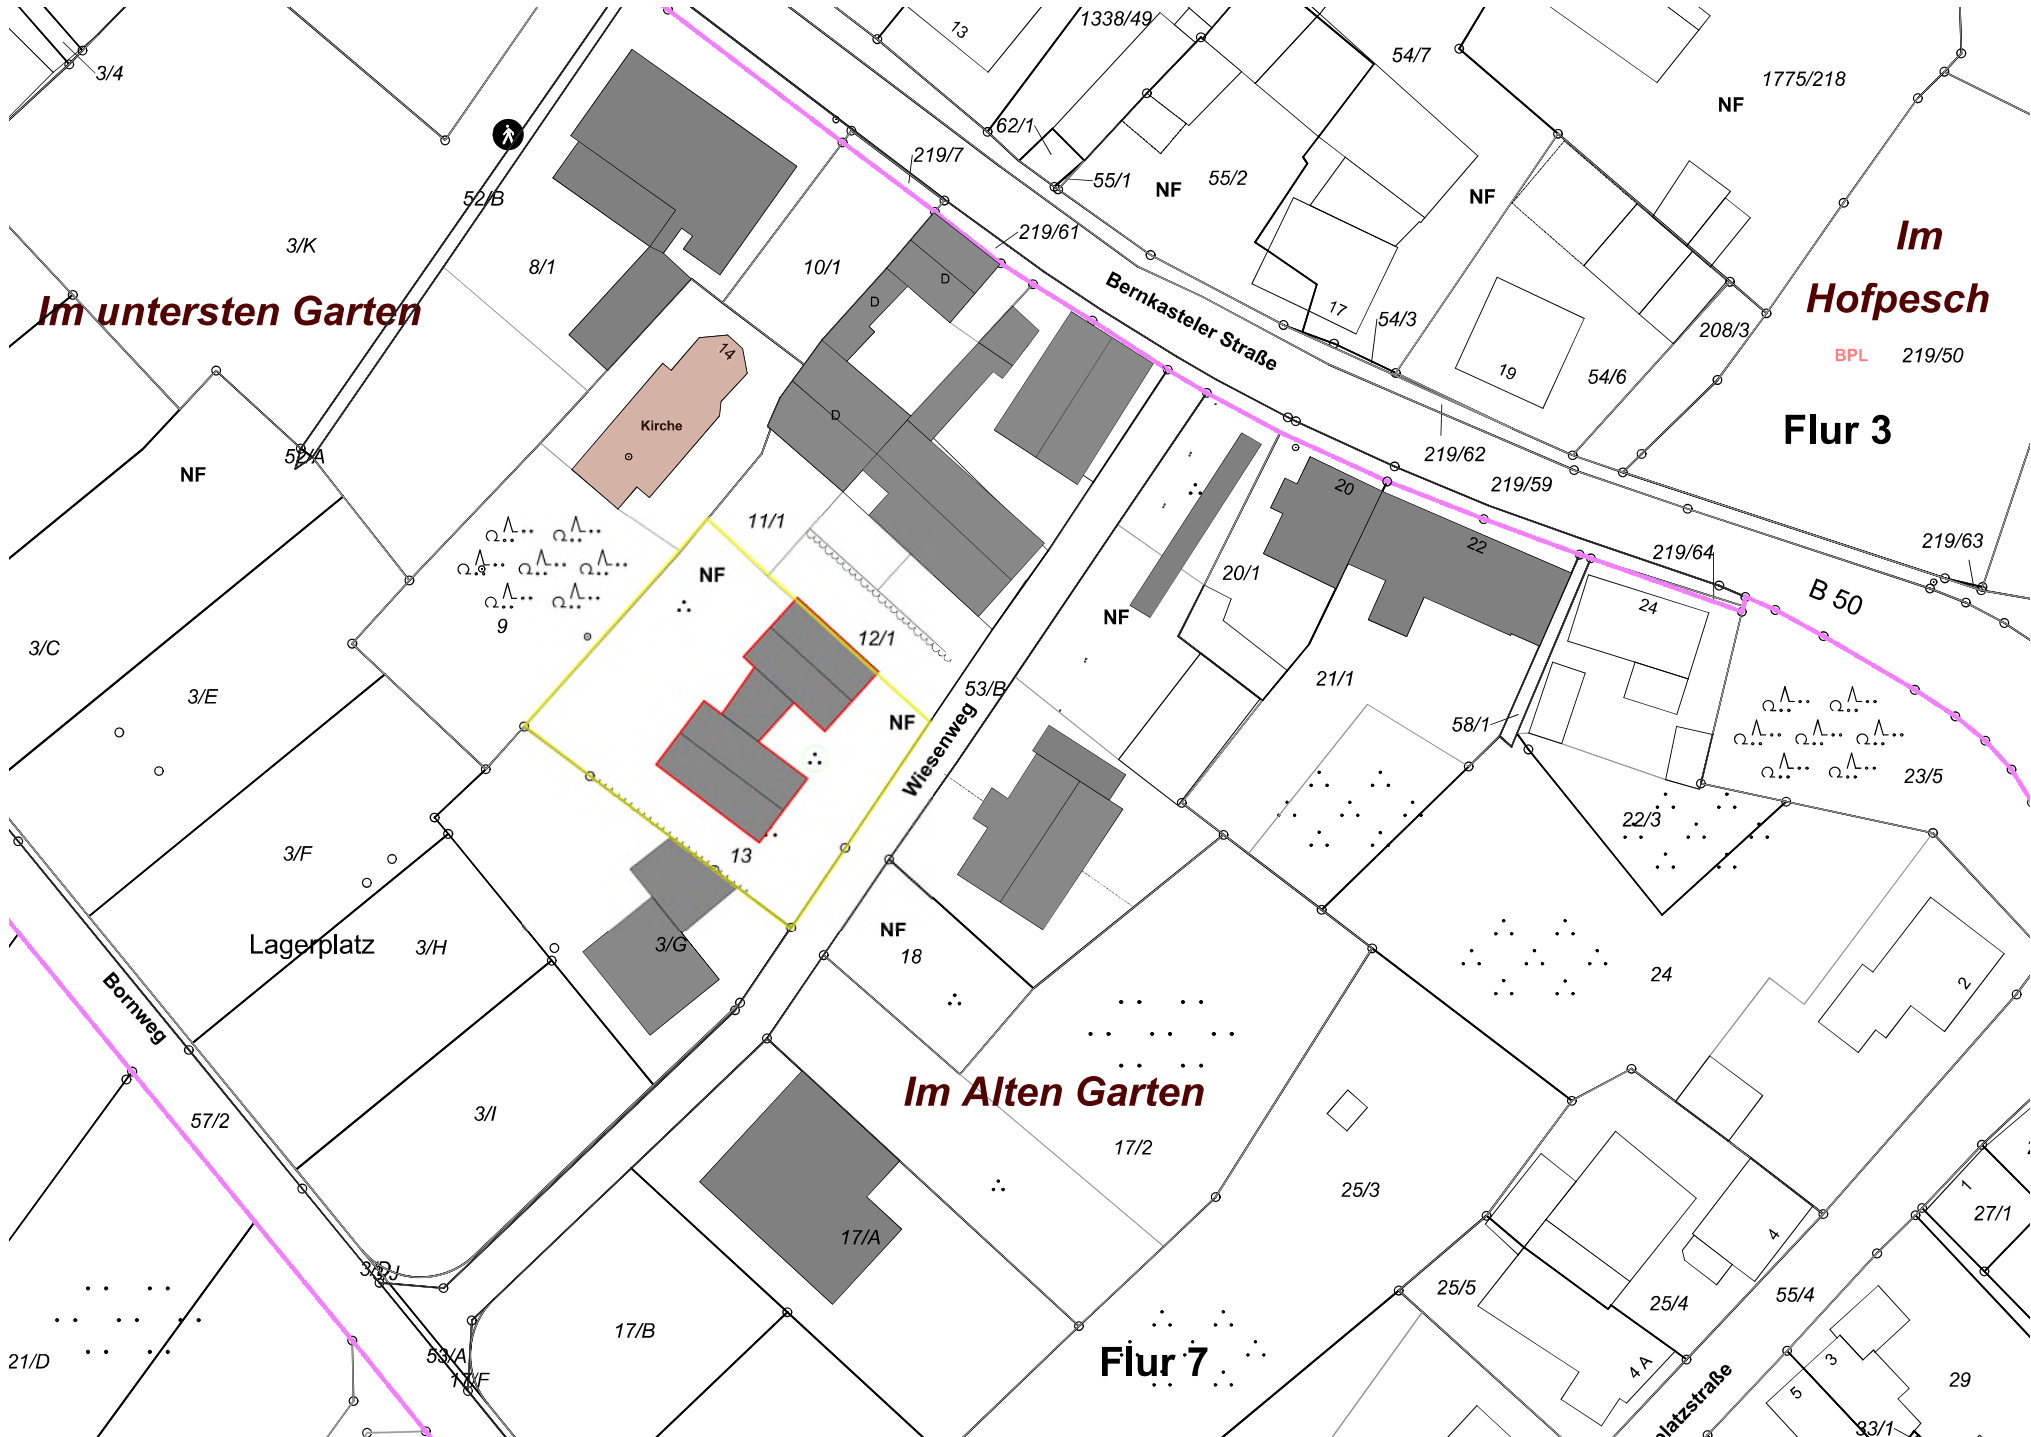 13
1338/49
54/7
3/4
1775/218
NF
62/1
219/7
55/1
NF
55/2
NF
52/B
219/61
Im
Hofpesch
3/K
8/1
10/1
D
D
Bernkasteler Straße
Im untersten Garten
17
54/3
208/3
BPL
219/50
14
19
54/6
D
Kirche
Flur 3
52/A
NF
219/62
219/59
20
11/1
22
219/64
219/63
NF
20/1
B 50
24
9
NF
12/1
3/C
53/B
21/1
3/E
NF
58/1
Wiesenweg
23/5
22/3
13
3/F
NF
18
Lagerplatz
3/H
3/G
24
2
Bornweg
Im Alten Garten
57/2
3/I
17/2
25/3
1
27/1
17/A
4
25/5
25/4
55/4
17/B
Flur 7
21/D
53/A
17/F
4 A
3
5
29
platzstraße
33/1